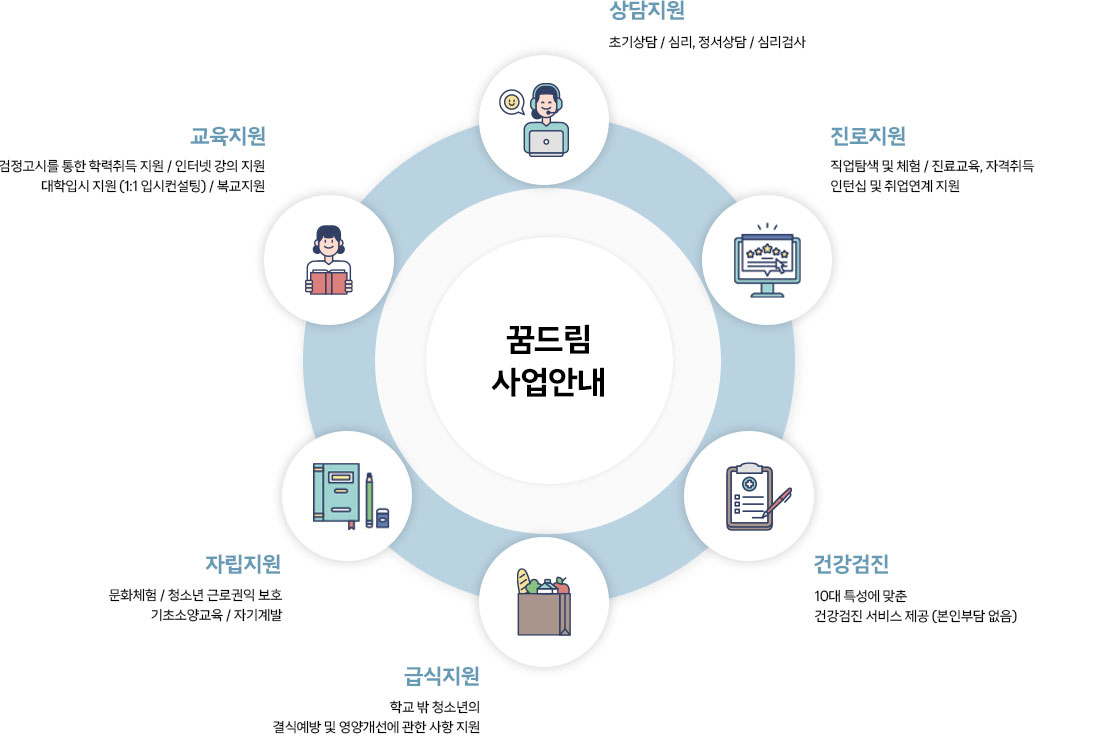 상담지원
초기상담 / 심리, 정서상담 / 심리검사
교육지원
검정고시를 통한 학력취득 지원 / 인터넷 강의 지원
대학입시 지원 (1:1 입시컨설팅) / 복교지원
진로지원
직업탐색 및 체험 / 진료교육, 자격취득
인턴십 및 취업연계 지원
꿈드림
사업안내
자립지원
문화체험 / 청소년 근로권익 보호
기초소양교육 / 자기계발
건강검진
10대 특성에 맞춘
건강검진 서비스 제공 (본인부담 없음)
급식지원
학교 밖 청소년의
결식예방 및 영양개선에 관한 사항 지원